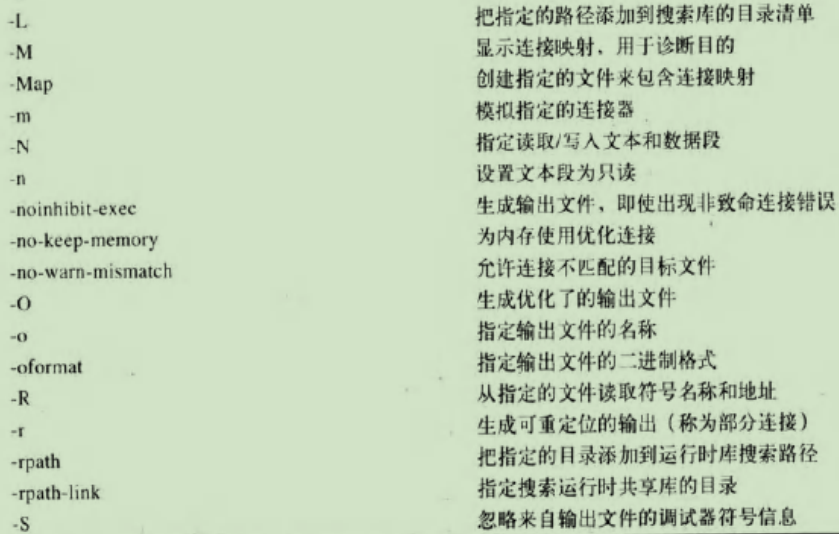 -L 把指定的路径添加到搜索库的目录清单
-M 显示连接映射，用于诊断目的
-Map 创建指定的文件来包含连接映射
-m 模拟指定的连接器
-N 指定读取/写入文本和数据段
-n 设置文本段为只读
-noinhibit-exec 生成输出文件，即使出现非致命连接错误
-no-keep-memory 为内存使用优化连接
-no-warn-mismatch 允许连接不匹配的目标文件
-O 生成优化了的输出文件
-o 指定输出文件的名称
-oformat 指定输出文件的二进制格式
-R 从指定的文件读取符号名称和地址
-r 生成可重定位的输出（称为部分连接）
-rpath 把指定的目录添加到运行时库搜索路径
-rpath-link 指定搜索运行时共享库的目录
-S 忽略来自输出文件的调试器符号信息